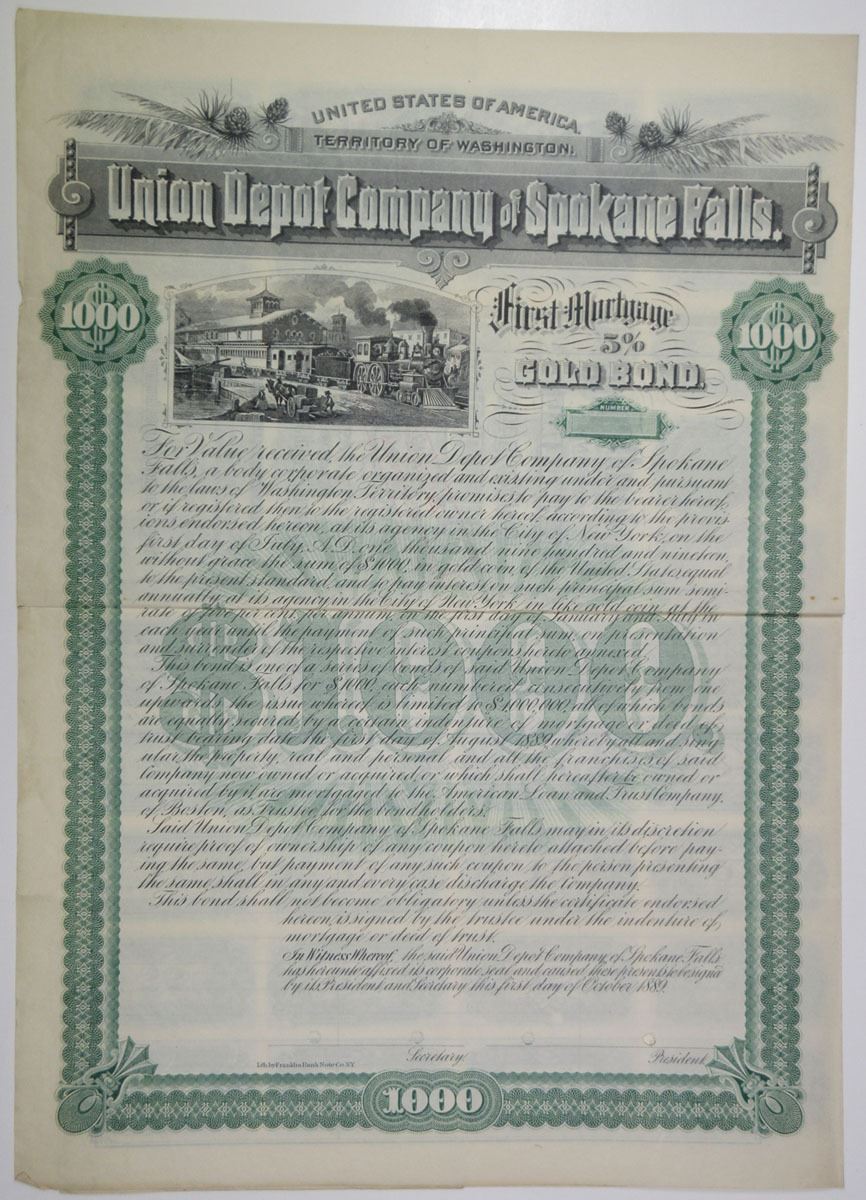 UNITED STATES OF AMERICA.
TERRITORY OF WASHINGTON.
Union Depot Company of Spokane Falls.
$1000
First Mortgage
5%
GOLD BOND.
$1000
NUMBER
For Value received, the Union Depot Company of Spokane
Falls, a body corporate organized and existing under and pursuant
to the laws of Washington Territory, promises to pay to the bearer hereof,
or if registered then to the registered owner hereof, according to the provis-
ions endorsed hereon, at its agency in the City of New York, on the
first day of July, A.D. one thousand nine hundred and nineteen,
without grace the sum of $1000, in gold coin of the United States, equal
to the present standard, and to pay interest on such principal sum semi-
annually, at its agency in the City of New York, in like gold coin, at the
rate of per cent. per annum, on the first day of January and July in
each year until the payment of such principal sum, on presentation
and surrender of the respective interest coupons hereto annexed.
This bond is one of a series of bonds of said Union Depot Company
of Spokane Falls for $1000, each numbered consecutively from one
upward, the issue whereof is limited to $1000,000, all of which bonds
are equally secured by a certain indenture of mortgage or deed of
trust bearing date the first day of August 1889, whereby all and sing-
ular the property, real and personal and all the franchises of said
Company now owned or acquired, or which shall hereafter be owned or
acquired by it are mortgaged to the American Loan and Trust Company,
of Boston, as Trustee, for the bondholders.
Said Union Depot Company of Spokane Falls may in its discretion
require proof of ownership of any coupon hereto attached before pay-
ing the same, but payment of any such coupon to the person presenting
the same, shall in any and every case discharge the Company.
This bond shall not become obligatory unless the certificate endorsed
hereon, is signed by the trustee under the indenture of
mortgage or deed of trust.
In Witness Whereof, the said Union Depot Company of Spokane Falls
has hereunto affixed its corporate seal and caused these presents to be signed
by its President and Secretary this first day of October 1889.
$1,000.
Secretary
President
Lith. by Franklin Bank Note Co. N.Y.
1000